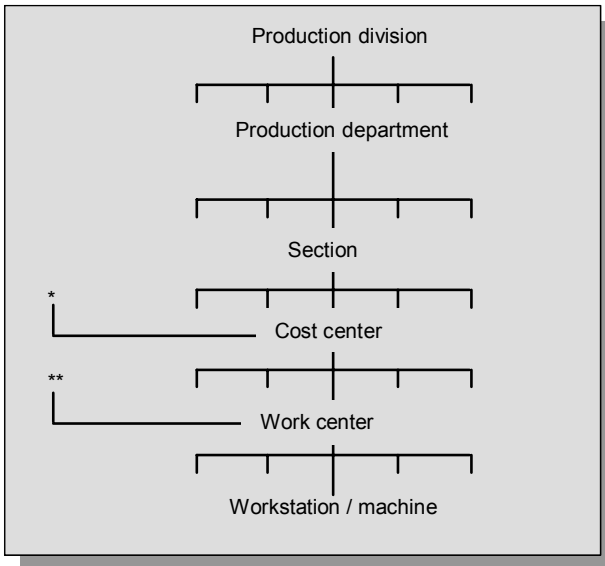 Production division
Production department
Section
*
Cost center
**
Work center
Workstation / machine